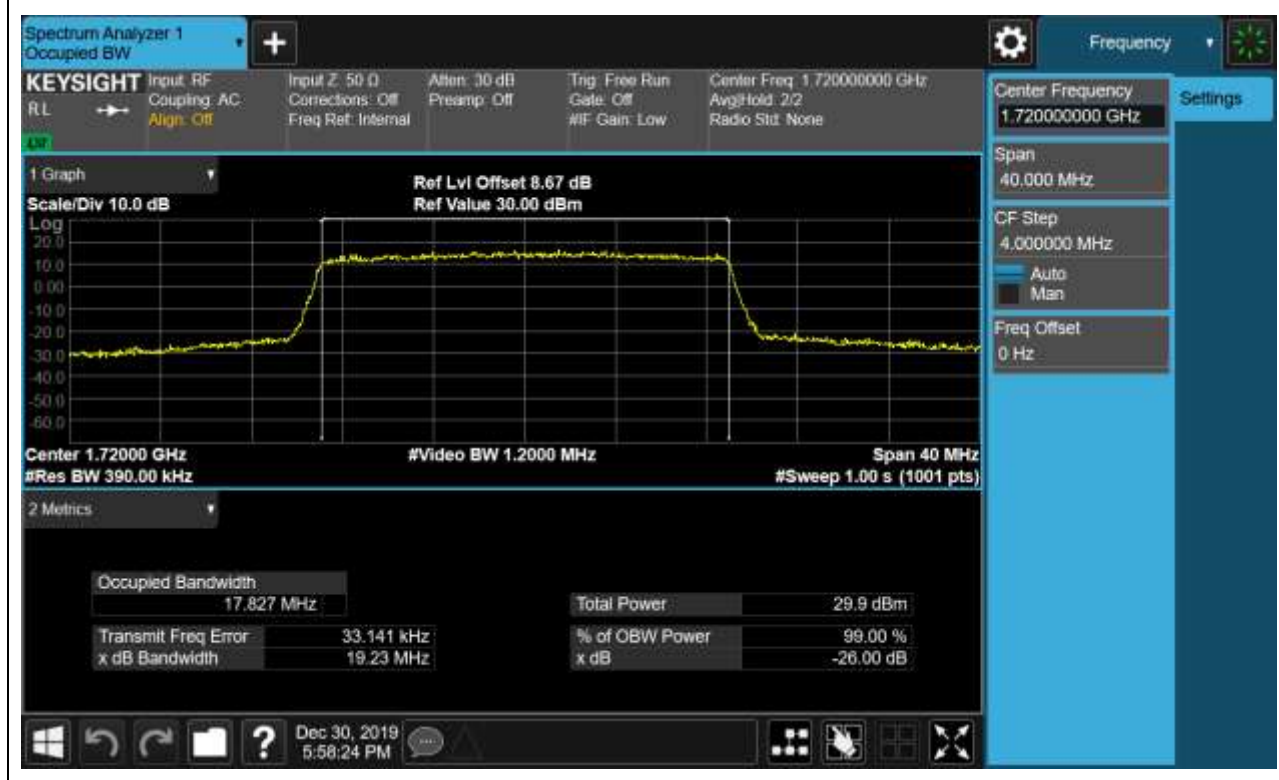 Spectrum Analyzer 1
Occupied BW
Frequency
KEYSIGHT
RL
Input: RF
Coupling: AC
Align: Off
Input Z: 50 Ω
Corrections: Off
Freq Ref: Internal
Atten: 30 dB
Preamp: Off
Trig: Free Run
Gate: Off
#IF Gain: Low
Center Freq: 1.720000000 GHz
Avg|Hold: 2/2
Radio Std: None
Center Frequency
1.720000000 GHz
Settings
Span
40.000 MHz
CF Step
4.000000 MHz
Auto
Man
Freq Offset
0 Hz
1 Graph
Scale/Div 10.0 dB
Ref Lvl Offset 8.67 dB
Ref Value 30.00 dBm
Log
20.0
10.0
0.00
-10.0
-20.0
-30.0
-40.0
-50.0
-60.0
Center 1.72000 GHz
#Video BW 1.2000 MHz
Span 40 MHz
#Res BW 390.00 kHz
#Sweep 1.00 s (1001 pts)
2 Metrics
Occupied Bandwidth
17.827 MHz
Total Power 29.9 dBm
Transmit Freq Error 33.141 kHz
% of OBW Power 99.00 %
x dB Bandwidth 19.23 MHz
x dB -26.00 dB
?
Dec 30, 2019
5:58:24 PM